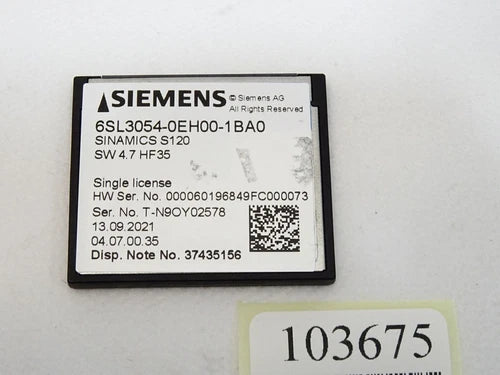 SIEMENS © Siemens AG
All Rights Reserved
6SL3054-0EH00-1BA0
SINAMICS S120
SW 4.7 HF35
Single license
HW Ser. No. 000060196849FC000073
Ser. No. T-N9OY02578
13.09.2021
04.07.00.35
Disp. Note No. 37435156
103675